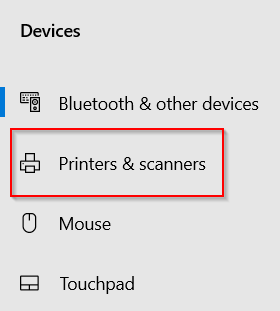 Devices
Bluetooth & other devices
Printers & scanners
Mouse
Touchpad